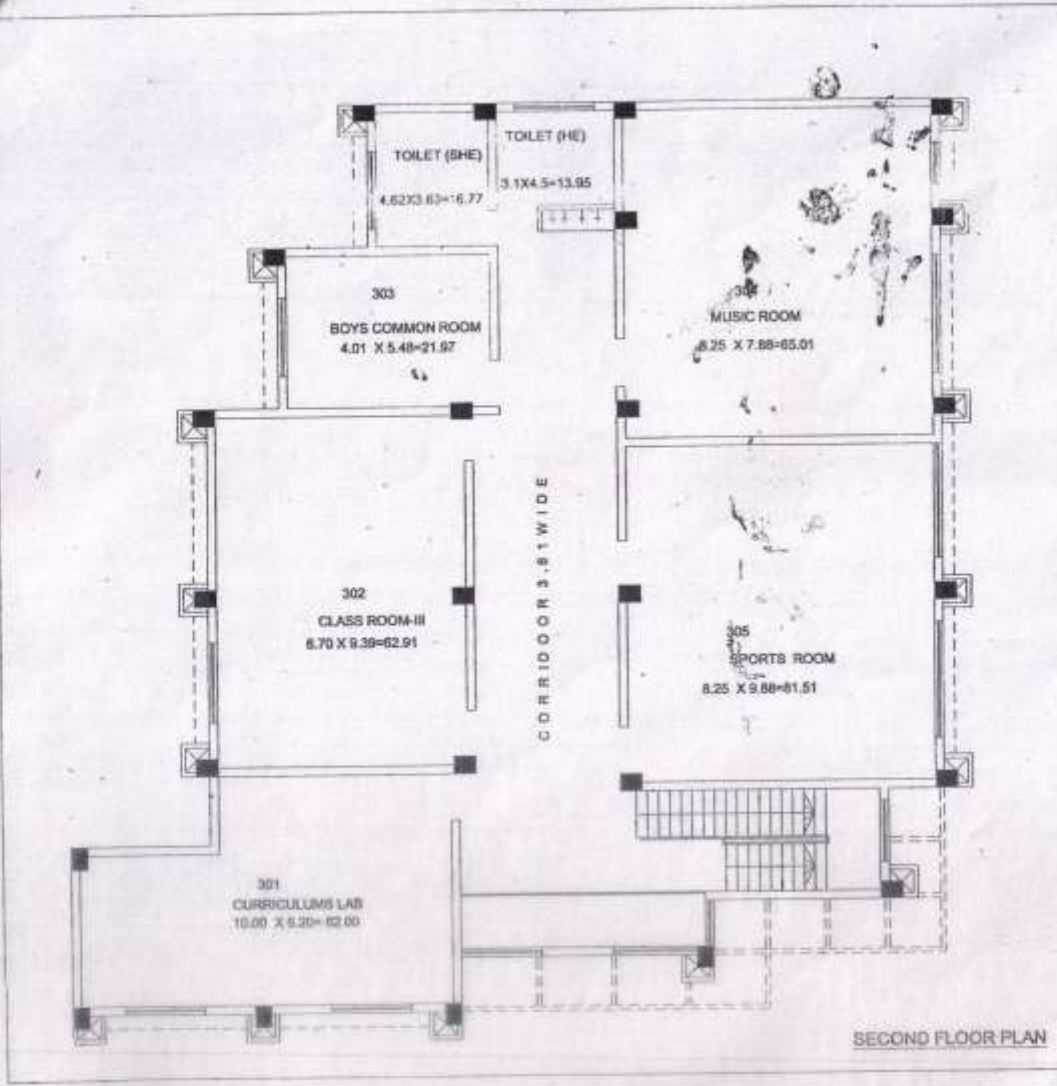 TOILET (HE)
TOILET (SHE)
3.1X4.5=13.95
4.62X3.63=16.77
303
BOYS COMMON ROOM
4.01 X 5.48=21.97
MUSIC ROOM
8.25 X 7.88=65.01
CORRIDOOR 3.81 WIDE
302
CLASS ROOM-III
6.70 X 9.39=62.91
305
SPORTS ROOM
8.25 X 9.88=81.51
301
CURRICULUMS LAB
10.00 X 6.20= 62.00
SECOND FLOOR PLAN